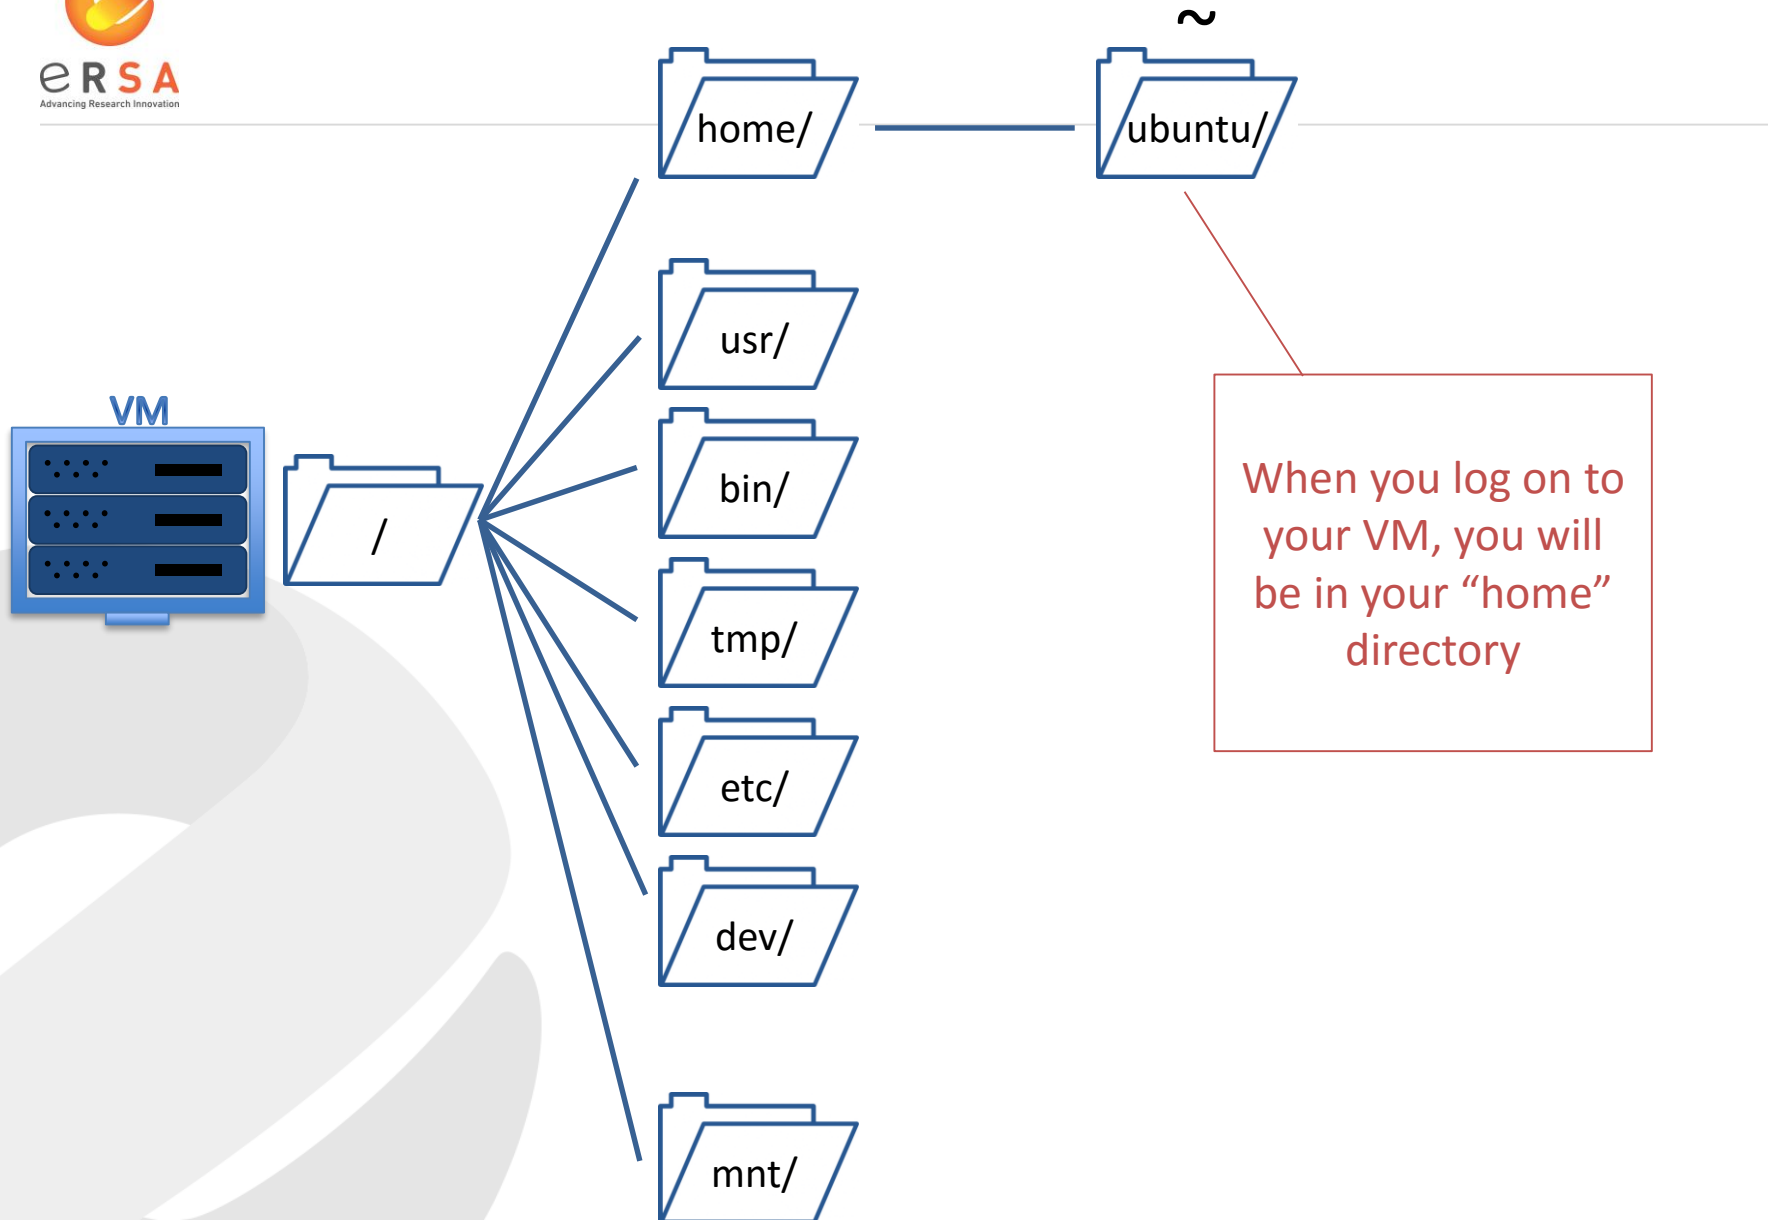 eRSA
Advancing Research Innovation
~
home/
ubuntu/
usr/
VM
/
bin/
tmp/
etc/
dev/
mnt/
When you log on to
your VM, you will
be in your “home”
directory